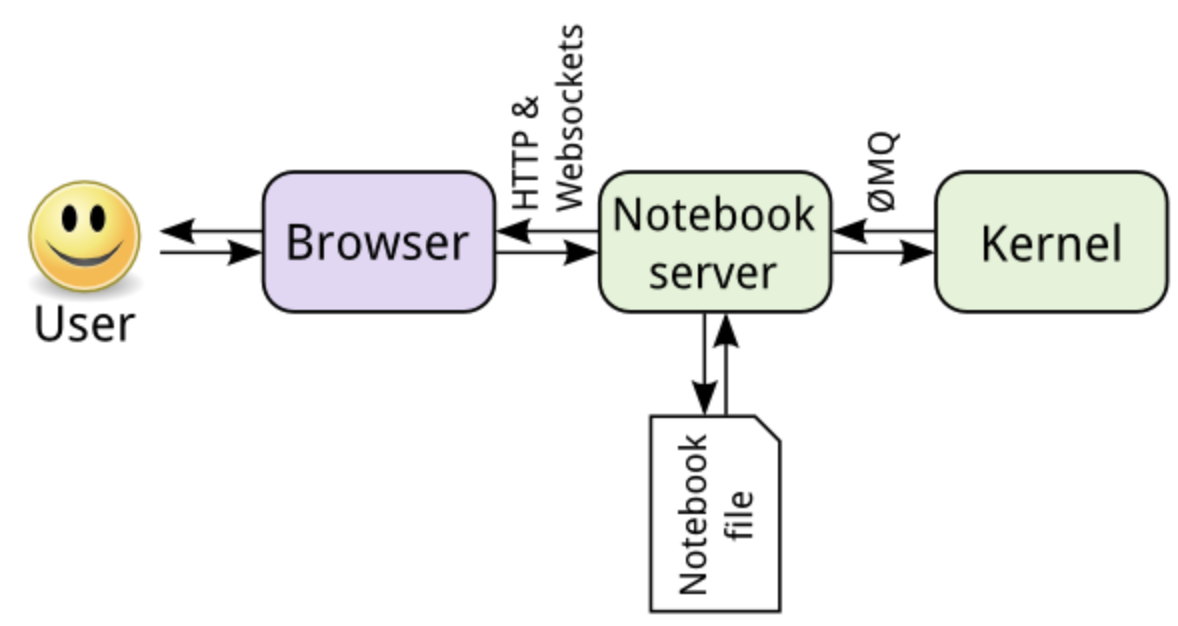 HTTP &
Websockets
ØMQ
User
Browser
Notebook
server
Kernel
Notebook
file